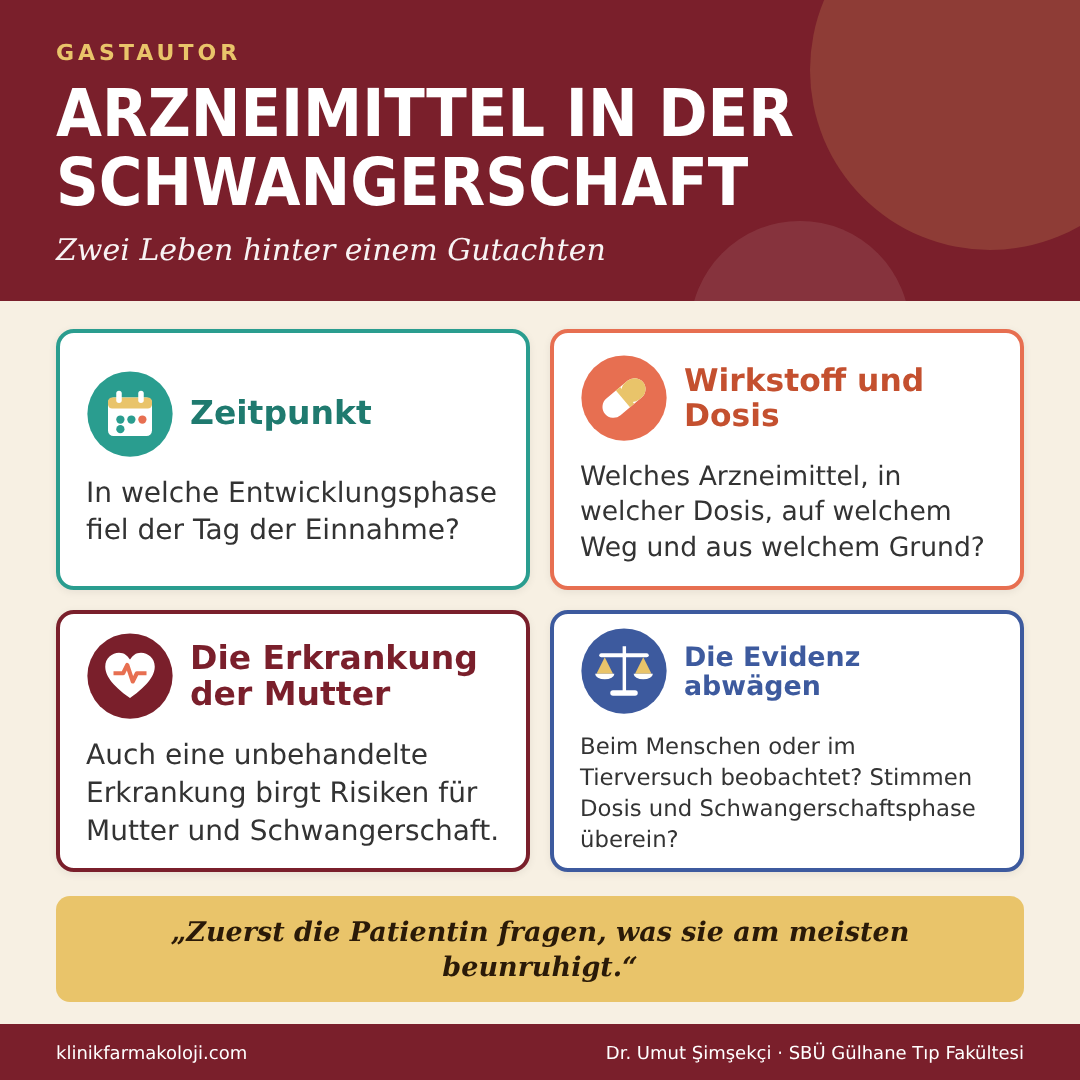 GASTAUTOR
ARZNEIMITTEL IN DER
SCHWANGERSCHAFT
Zwei Leben hinter einem Gutachten
Zeitpunkt
In welche Entwicklungsphase
fiel der Tag der Einnahme?
Wirkstoff und
Dosis
Welches Arzneimittel, in
welcher Dosis, auf welchem
Weg und aus welchem Grund?
Die Erkrankung
der Mutter
Auch eine unbehandelte
Erkrankung birgt Risiken für
Mutter und Schwangerschaft.
Die Evidenz
abwägen
Beim Menschen oder im
Tierversuch beobachtet? Stimmen
Dosis und Schwangerschaftsphase
überein?
„Zuerst die Patientin fragen, was sie am meisten
beunruhigt.“
klinikfarmakoloji.com
Dr. Umut Şimşekçi · SBÜ Gülhane Tıp Fakültesi